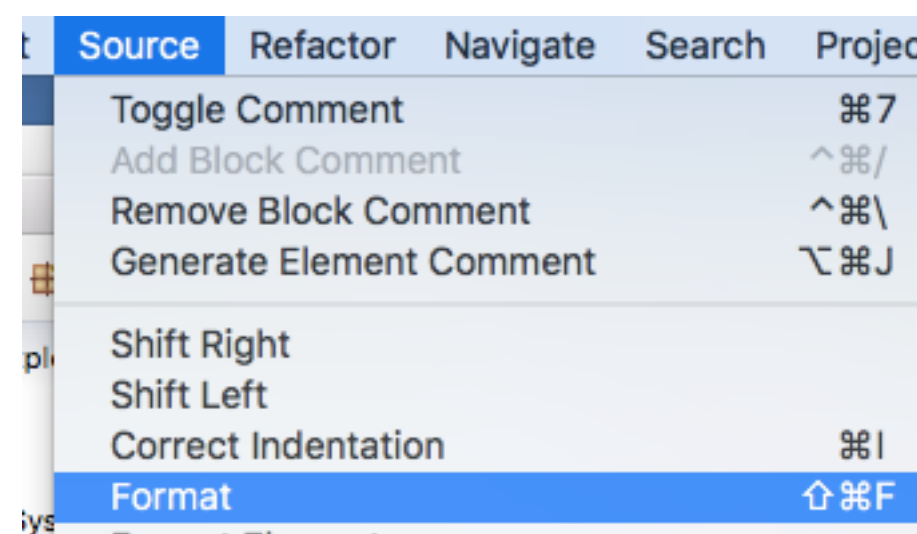 Source Refactor Navigate Search Projec
Toggle Comment ⌘7
Add Block Comment ^⌘/
Remove Block Comment ^⌘\
Generate Element Comment ⌥⌘J
Shift Right
Shift Left
Correct Indentation ⌘I
Format ⇧⌘F